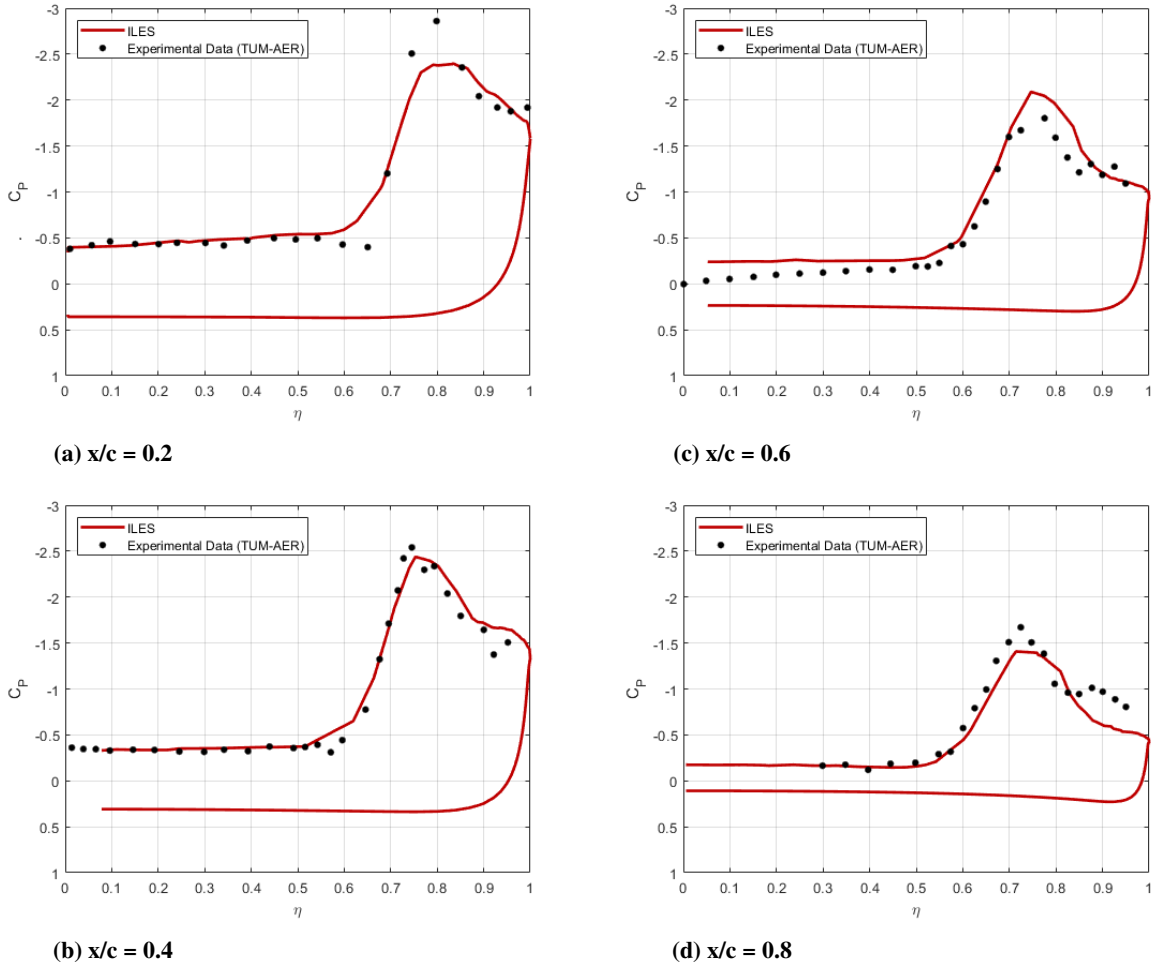 -3
-2.5
-2
-1.5
-1
-0.5
0
0.5
1
C_P
ILES
Experimental Data (TUM-AER)
0 0.1 0.2 0.3 0.4 0.5 0.6 0.7 0.8 0.9 1
η
(a) x/c = 0.2
-3
-2.5
-2
-1.5
-1
-0.5
0
0.5
1
C_P
ILES
Experimental Data (TUM-AER)
0 0.1 0.2 0.3 0.4 0.5 0.6 0.7 0.8 0.9 1
η
(b) x/c = 0.4
-3
-2.5
-2
-1.5
-1
-0.5
0
0.5
1
C_P
ILES
Experimental Data (TUM-AER)
0 0.1 0.2 0.3 0.4 0.5 0.6 0.7 0.8 0.9 1
η
(c) x/c = 0.6
-3
-2.5
-2
-1.5
-1
-0.5
0
0.5
1
C_P
ILES
Experimental Data (TUM-AER)
0 0.1 0.2 0.3 0.4 0.5 0.6 0.7 0.8 0.9 1
η
(d) x/c = 0.8